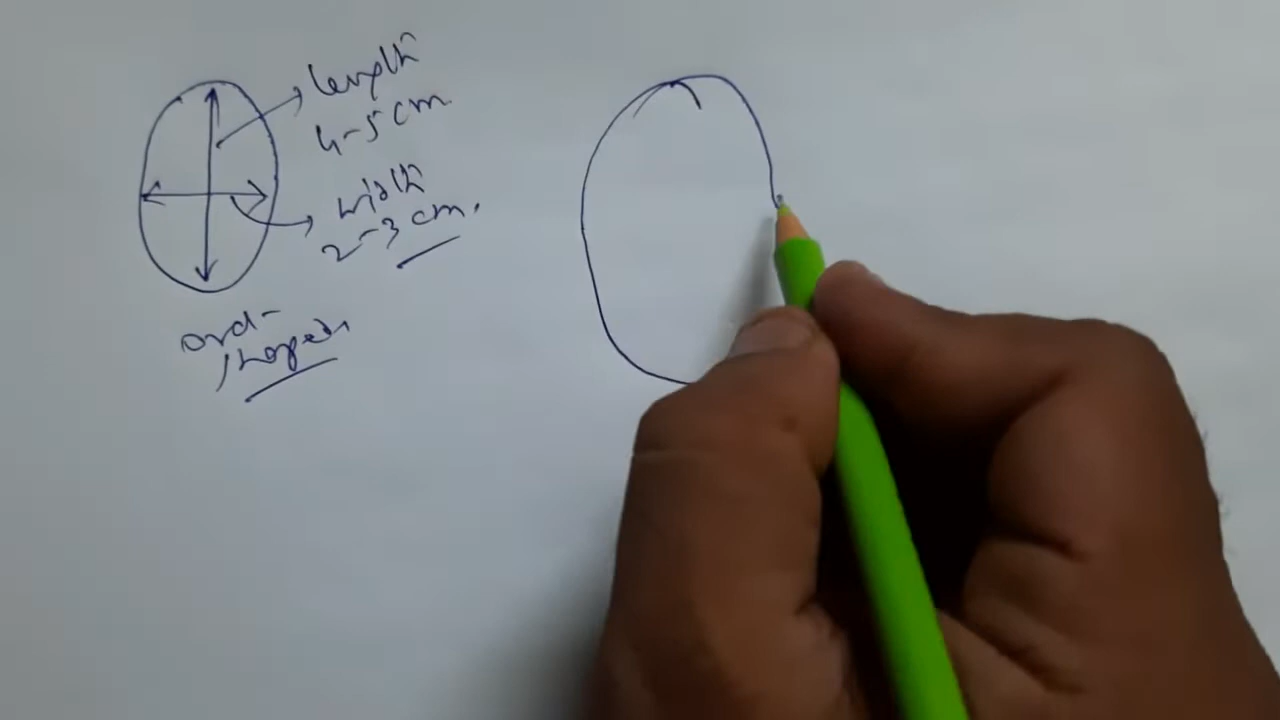 length
4-5 cm
width
2-3 cm.
oval-
shaped